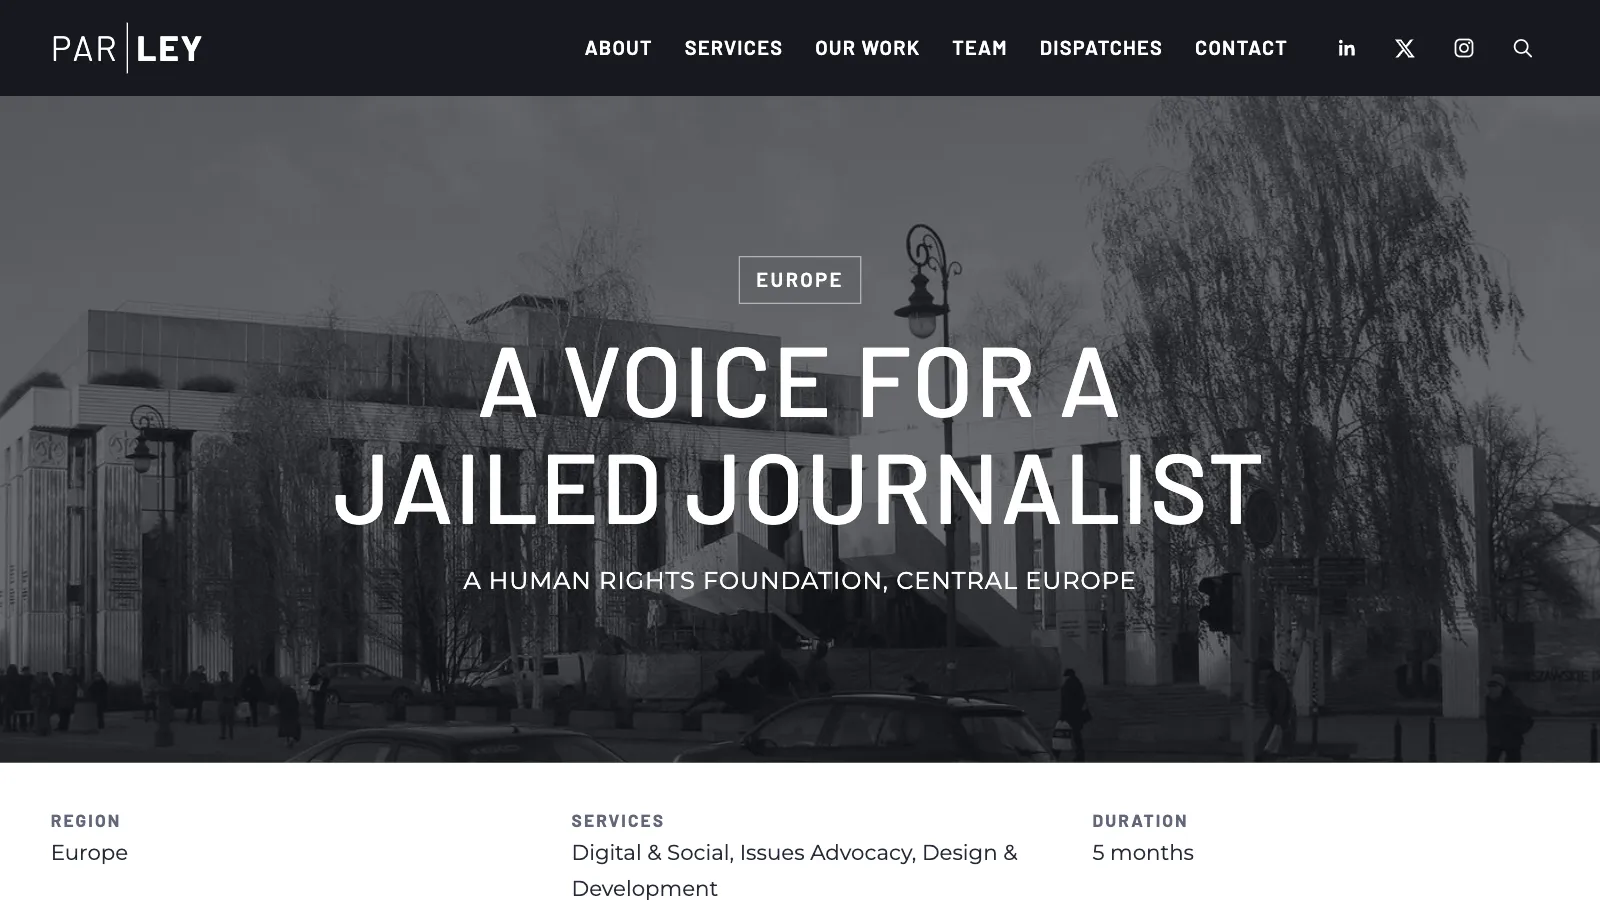 PAR|LEY
ABOUT SERVICES OUR WORK TEAM DISPATCHES CONTACT
EUROPE
A VOICE FOR A
JAILED JOURNALIST
A HUMAN RIGHTS FOUNDATION, CENTRAL EUROPE
REGION
Europe
SERVICES
Digital & Social, Issues Advocacy, Design &
Development
DURATION
5 months